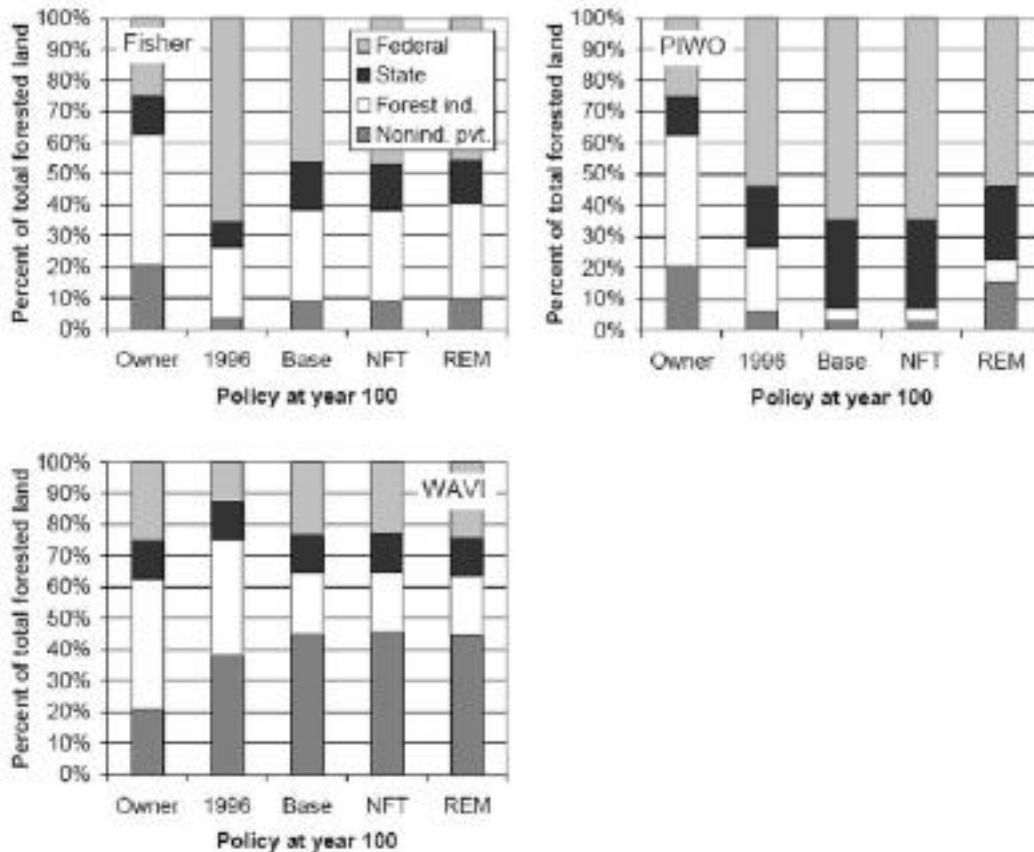 Fisher
Federal
State
Forest ind.
Nonind. pvt.
Percent of total forested land
100%
90%
80%
70%
60%
50%
40%
30%
20%
10%
0%
Owner 1996 Base NFT REM
Policy at year 100
PIWO
Percent of total forested land
100%
90%
80%
70%
60%
50%
40%
30%
20%
10%
0%
Owner 1996 Base NFT REM
Policy at year 100
WAVI
Percent of total forested land
100%
90%
80%
70%
60%
50%
40%
30%
20%
10%
0%
Owner 1996 Base NFT REM
Policy at year 100